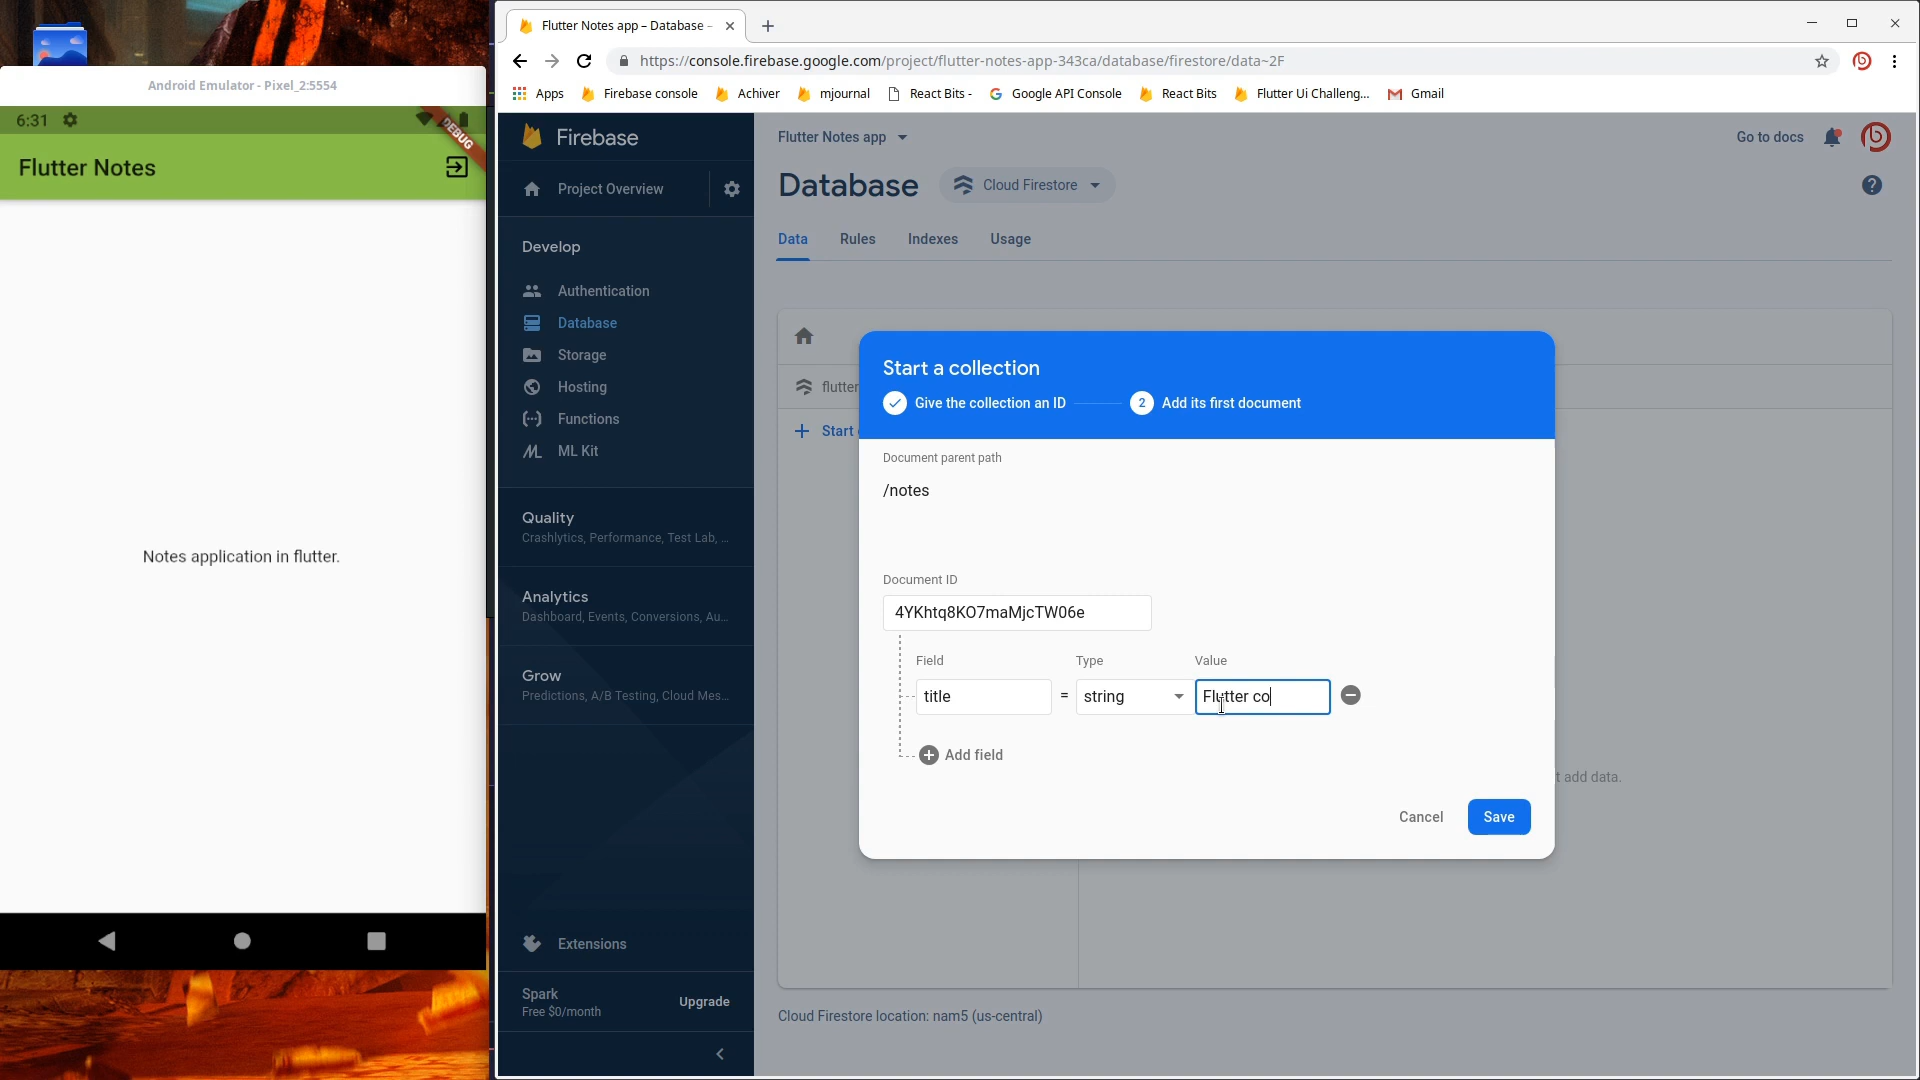 Android Emulator - Pixel_2:5554
6:31
DEBUG
Flutter Notes
Notes application in flutter.
Flutter Notes app – Database –
https://console.firebase.google.com/project/flutter-notes-app-343ca/database/firestore/data~2F
Apps
Firebase console
Achiver
mjournal
React Bits -
Google API Console
React Bits
Flutter Ui Challeng...
Gmail
Firebase
Project Overview
Develop
Authentication
Database
Storage
Hosting
Functions
ML Kit
Quality
Crashlytics, Performance, Test Lab, ...
Analytics
Dashboard, Events, Conversions, Au...
Grow
Predictions, A/B Testing, Cloud Mes...
Extensions
Spark
Free $0/month
Upgrade
Flutter Notes app
Go to docs
Database
Cloud Firestore
Data
Rules
Indexes
Usage
flutter
Start
Start a collection
Give the collection an ID
2
Add its first document
Document parent path
/notes
Document ID
4YKhtq8KO7maMjcTW06e
Field
Type
Value
title
=
string
Flutter co
Add field
t add data.
Cancel
Save
Cloud Firestore location: nam5 (us-central)